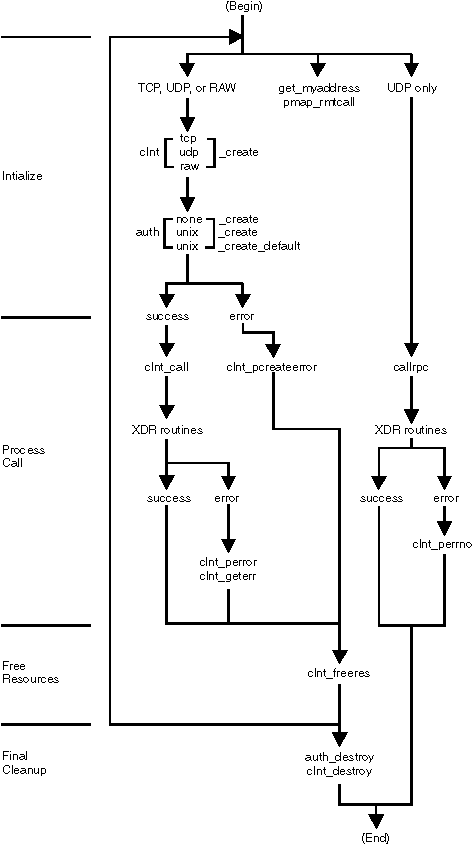 (Begin)
TCP, UDP, or RAW
get_myaddress
pmap_rmtcall
UDP only
Intialize
clnt
tcp
udp
raw
_create
auth
none
unix
unix
_create
_create
_create_default
success
error
clnt_call
clnt_pcreateerror
callrpc
Process
Call
XDR routines
XDR routines
success
error
success
error
clnt_perrno
clnt_perror
clnt_geterr
Free
Resources
clnt_freeres
Final
Cleanup
auth_destroy
clnt_destroy
(End)